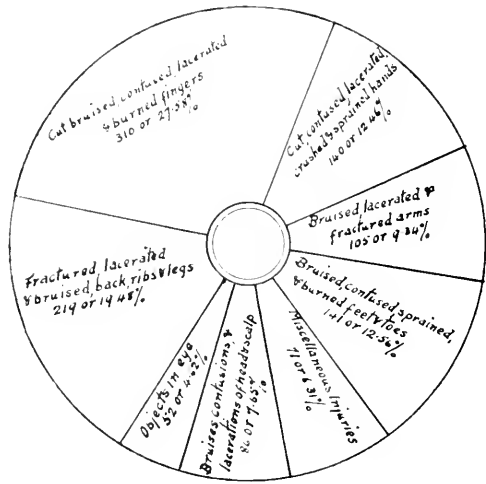 Cut bruised, contused, lacerated
& burned fingers
310 or 27.58%
Cut, contused, lacerated,
crushed & sprained hands
140 or 12.46%
Bruised, lacerated &
fractured arms
105 or 9.34%
Bruised, contused sprained,
& burned feet & toes
141 or 12.56%
Miscellaneous Injuries
71 or 6.31%
Bruises, contusions, &
lacerations of head & scalp
86 or 7.65%
Objects in eye
52 or 4.62%
Fractured, lacerated
& bruised, back, ribs & legs
219 or 19.48%